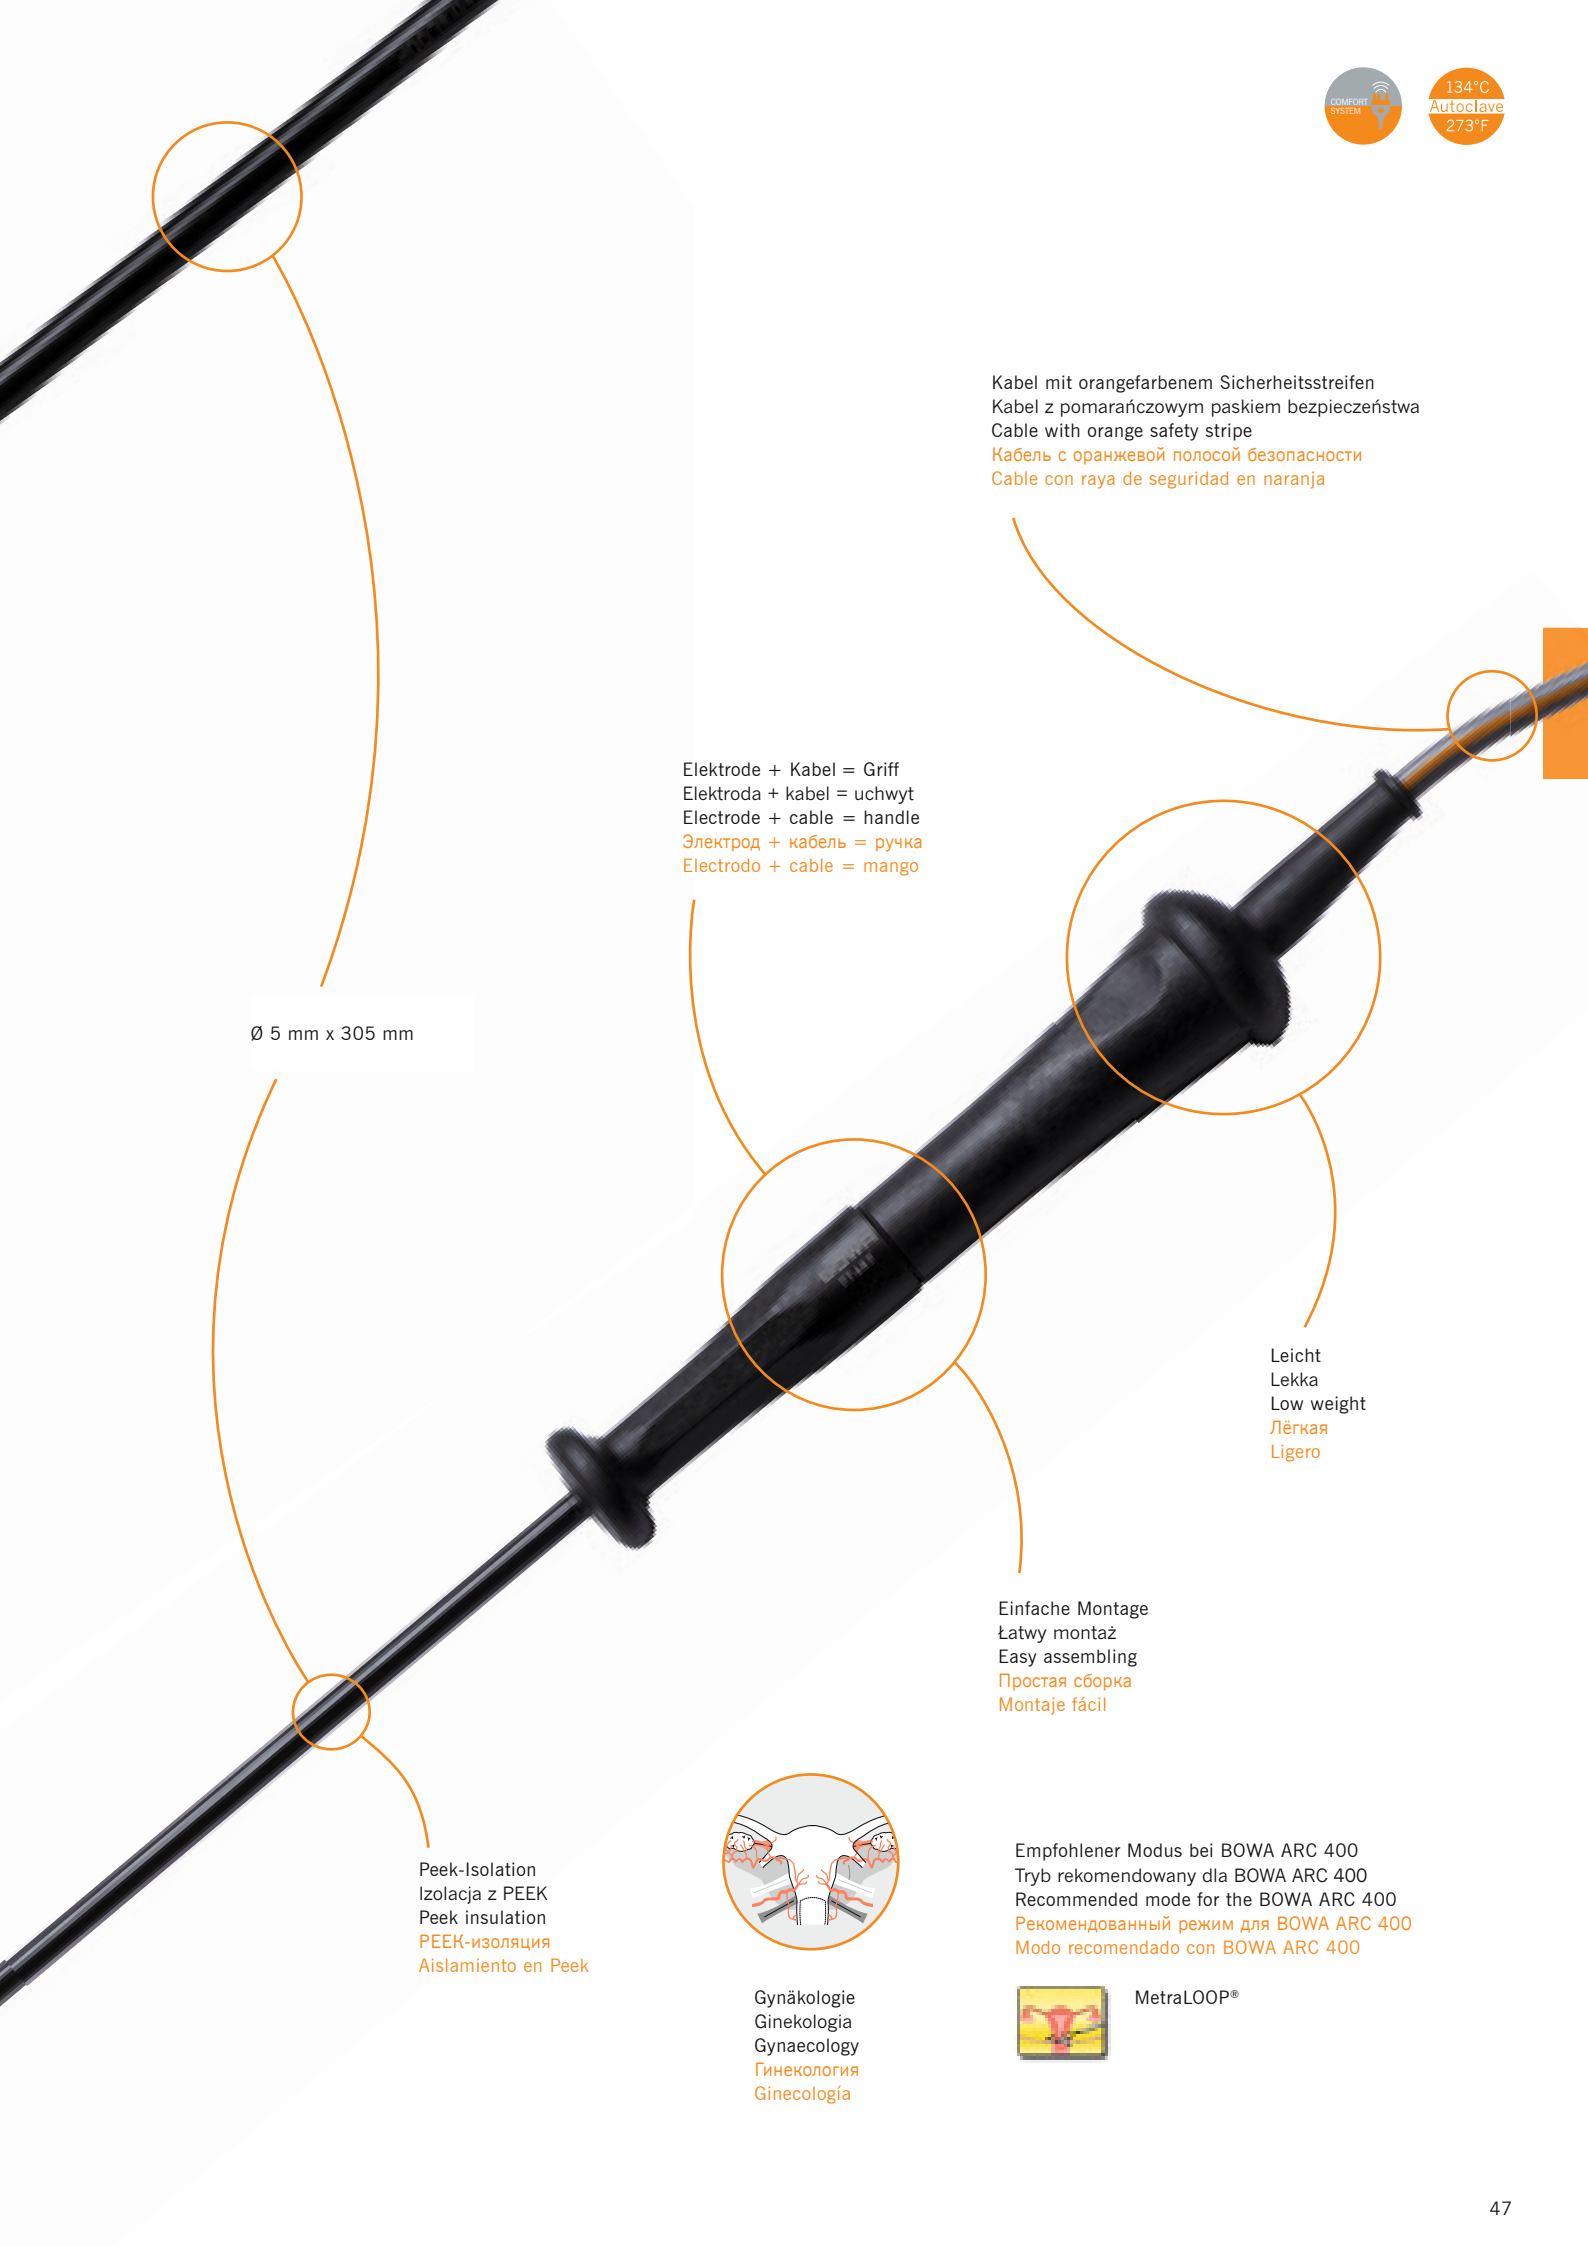 COMFORT
SYSTEM
134°C
Autoclave
273°F
Kabel mit orangefarbenem Sicherheitsstreifen
Kabel z pomarańczowym paskiem bezpieczeństwa
Cable with orange safety stripe
Кабель с оранжевой полосой безопасности
Cable con raya de seguridad en naranja
Elektrode + Kabel = Griff
Elektroda + kabel = uchwyt
Electrode + cable = handle
Электрод + кабель = ручка
Electrodo + cable = mango
Ø 5 mm x 305 mm
Leicht
Lekka
Low weight
Лёгкая
Ligero
Einfache Montage
Łatwy montaż
Easy assembling
Простая сборка
Montaje fácil
Peek-Isolation
Izolacja z PEEK
Peek insulation
PEEK-изоляция
Aislamiento en Peek
Gynäkologie
Ginekologia
Gynaecology
Гинекология
Ginecología
Empfohlener Modus bei BOWA ARC 400
Tryb rekomendowany dla BOWA ARC 400
Recommended mode for the BOWA ARC 400
Рекомендованный режим для BOWA ARC 400
Modo recomendado con BOWA ARC 400
MetraLOOP®
47